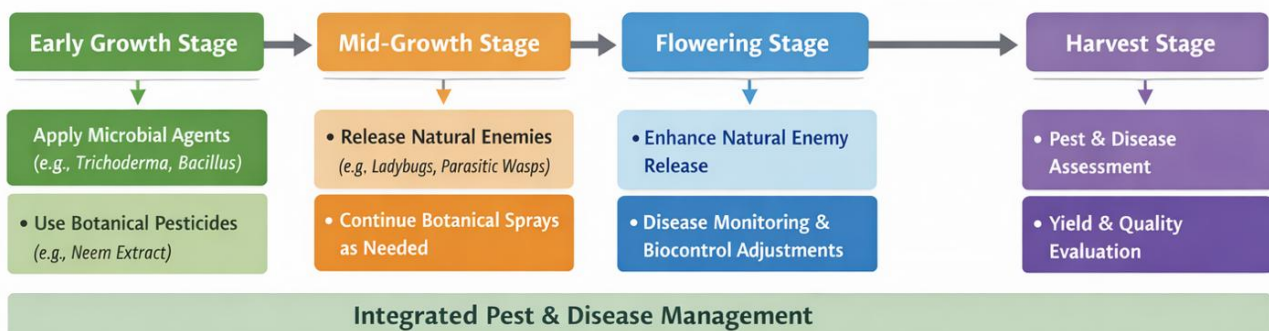 Early Growth Stage
Mid-Growth Stage
Flowering Stage
Harvest Stage
Apply Microbial Agents
(e.g., Trichoderma, Bacillus)
• Use Botanical Pesticides
(e.g., Neem Extract)
• Release Natural Enemies
(e.g. Ladybugs, Parasitic Wasps)
• Continue Botanical Sprays
as Needed
• Enhance Natural Enemy
Release
• Disease Monitoring &
Biocontrol Adjustments
• Pest & Disease
Assessment
• Yield & Quality
Evaluation
Integrated Pest & Disease Management